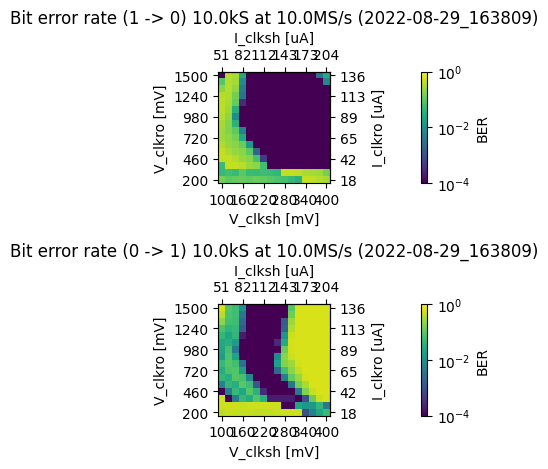 Bit error rate (1 -> 0) 10.0kS at 10.0MS/s (2022-08-29_163809)
I_clksh [uA]
51 82 112 143 173 204
V_clkro [mV]
1500 1240 980 720 460 200
136 113 89 66 42 18
I_clkro [uA]
100 160 220 280 340 400
V_clksh [mV]
10^0 10^-2 10^-4
BER
Bit error rate (0 -> 1) 10.0kS at 10.0MS/s (2022-08-29_163809)
I_clksh [uA]
51 82 112 143 173 204
V_clkro [mV]
1500 1240 980 720 460 200
136 113 89 66 42 18
I_clkro [uA]
100 160 220 280 340 400
V_clksh [mV]
10^0 10^-2 10^-4
BER